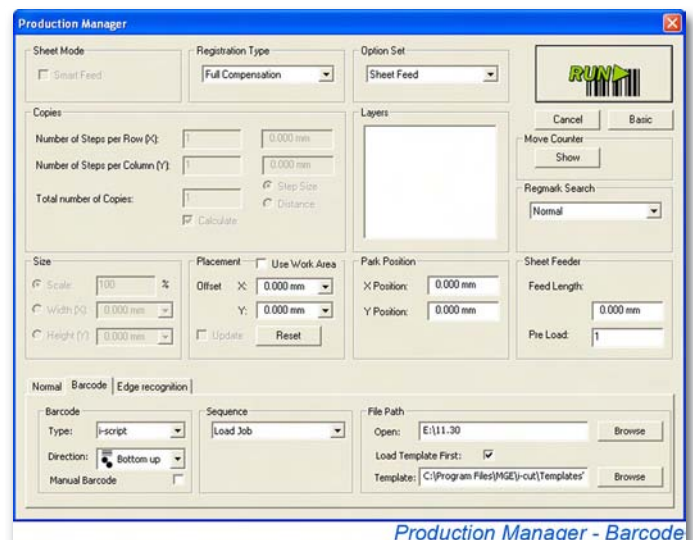 Production Manager
Sheet Mode
Smart Feed
Registration Type
Full Compensation
Option Set
Sheet Feed
RUN
Cancel
Basic
Copies
Number of Steps per Row (X):
1
0.000 mm
Number of Steps per Column (Y):
1
0.000 mm
Total number of Copies:
1
Step Size
Distance
Calculate
Layers
Move Counter
Show
Regmark Search
Normal
Size
Scale:
100
%
Width (X):
0.000 mm
Height (Y)
0.000 mm
Placement
Use Work Area
Offset X:
0.000 mm
Y:
0.000 mm
Update
Reset
Park Position
X Position:
0.000 mm
Y Position:
0.000 mm
Sheet Feeder
Feed Length:
0.000 mm
Pre Load:
1
Normal
Barcode
Edge recognition
Barcode
Type:
i-script
Direction:
Bottom up
Manual Barcode
Sequence
Load Job
File Path
Open:
E:\11.30
Browse
Load Template First:
Template:
C:\Program Files\MGE\i-cut\Templates'
Browse
Production Manager - Barcode